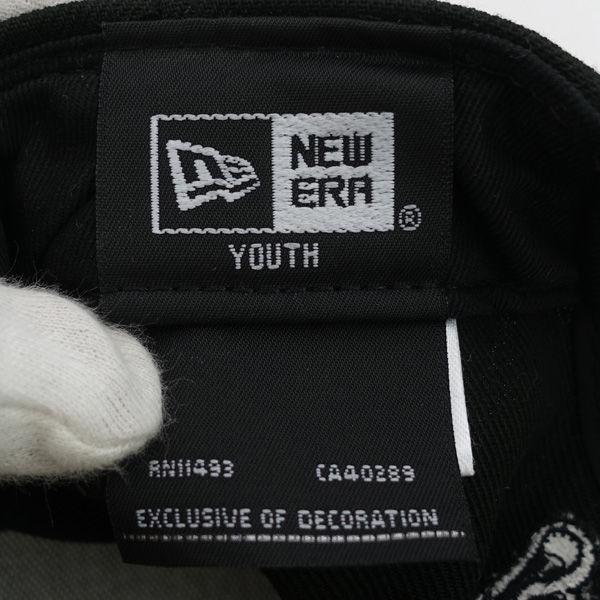 NEW
ERA
®
YOUTH
RN11493 CA40289
EXCLUSIVE OF DECORATION